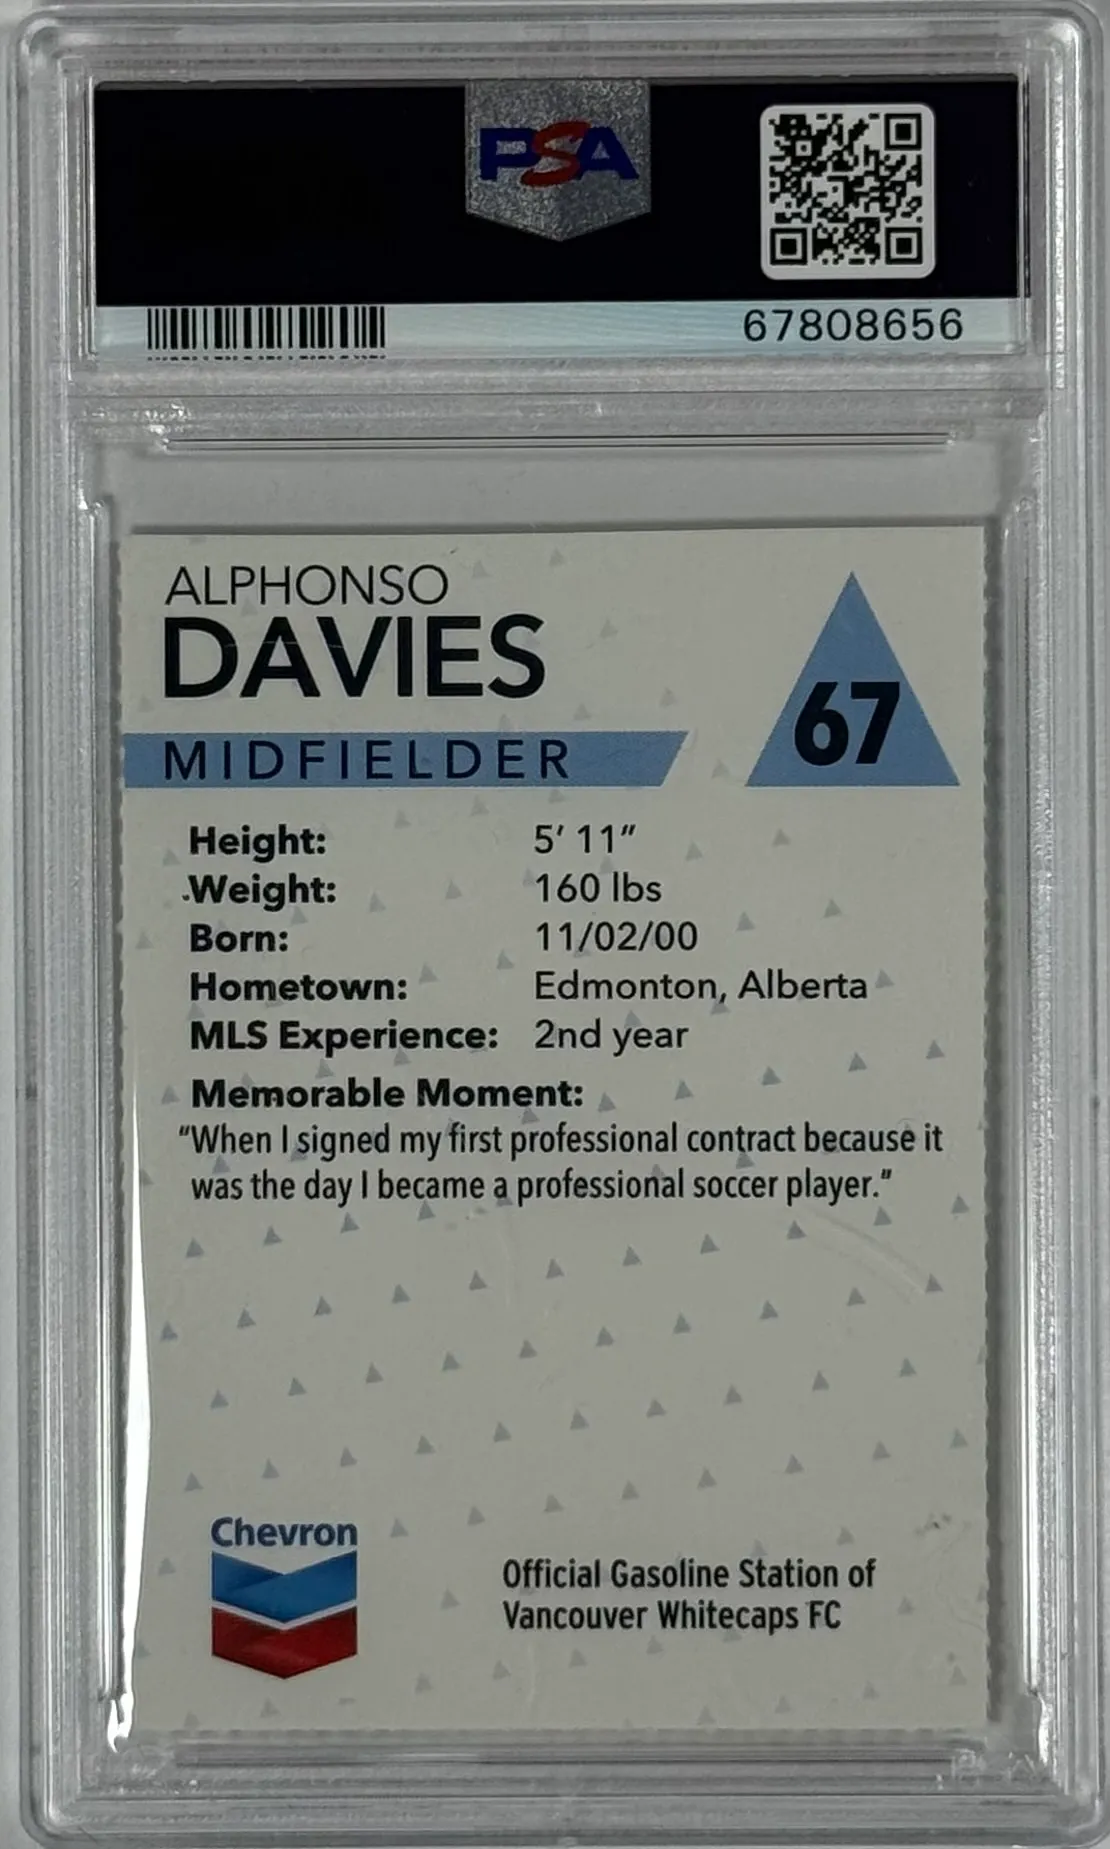 PSA
67808656
ALPHONSO
DAVIES
67
MIDFIELDER
Height: 5' 11"
Weight: 160 lbs
Born: 11/02/00
Hometown: Edmonton, Alberta
MLS Experience: 2nd year
Memorable Moment:
"When I signed my first professional contract because it
was the day I became a professional soccer player."
Chevron
Official Gasoline Station of
Vancouver Whitecaps FC